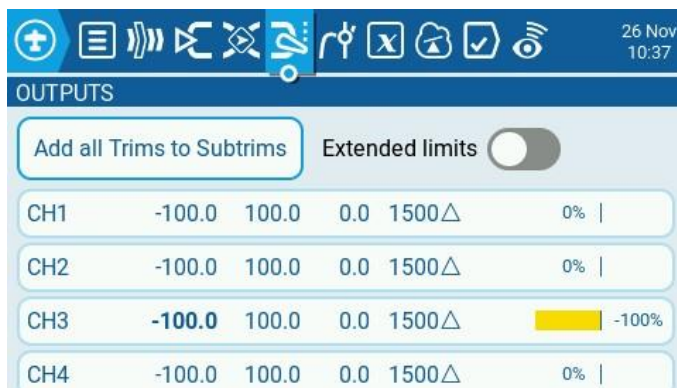 26 Nov
10:37
OUTPUTS
Add all Trims to Subtrims Extended limits
CH1 -100.0 100.0 0.0 1500△ 0%
CH2 -100.0 100.0 0.0 1500△ 0%
CH3 -100.0 100.0 0.0 1500△ -100%
CH4 -100.0 100.0 0.0 1500△ 0%